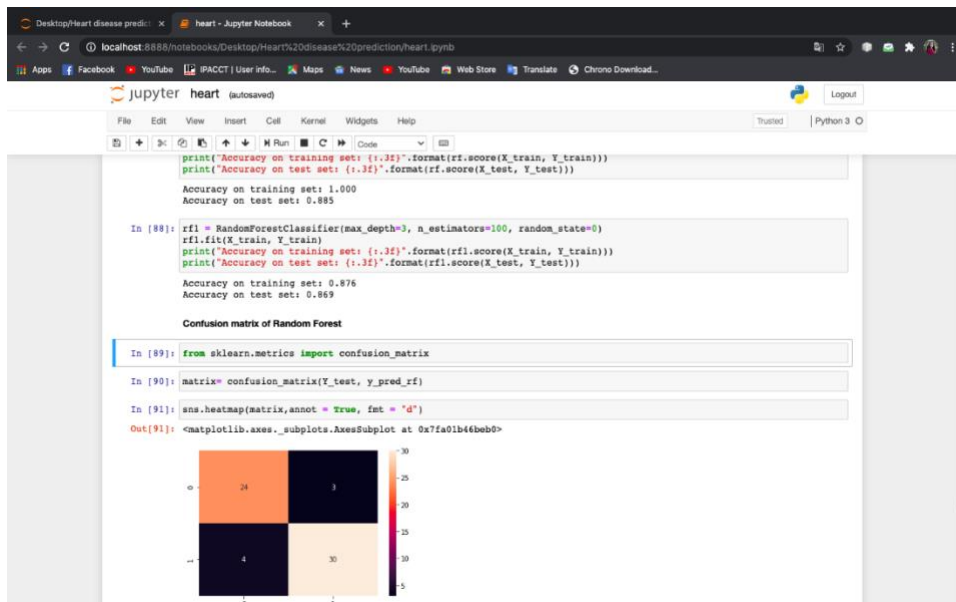 Desktop/Heart disease predict
heart - Jupyter Notebook
localhost:8888/notebooks/Desktop/Heart%20disease%20prediction/heart.ipynb
Apps Facebook YouTube IPACCT | User info... Maps News YouTube Web Store Translate Chrono Download...
jupyter heart (autosaved)
Logout
File Edit View Insert Cell Kernel Widgets Help
Trusted Python 3
Run Code
print("Accuracy on training set: {:.3f}".format(rf.score(X_train, Y_train)))
print("Accuracy on test set: {:.3f}".format(rf.score(X_test, Y_test)))
Accuracy on training set: 1.000
Accuracy on test set: 0.885
In [88]: rf1 = RandomForestClassifier(max_depth=3, n_estimators=100, random_state=0)
rf1.fit(X_train, Y_train)
print("Accuracy on training set: {:.3f}".format(rf1.score(X_train, Y_train)))
print("Accuracy on test set: {:.3f}".format(rf1.score(X_test, Y_test)))
Accuracy on training set: 0.876
Accuracy on test set: 0.869
Confusion matrix of Random Forest
In [89]: from sklearn.metrics import confusion_matrix
In [90]: matrix= confusion_matrix(Y_test, y_pred_rf)
In [91]: sns.heatmap(matrix,annot = True, fmt = "d")
Out[91]: <matplotlib.axes._subplots.AxesSubplot at 0x7fa01b46beb0>
30
25
0 24 3
20
15
1 4 30
10
5